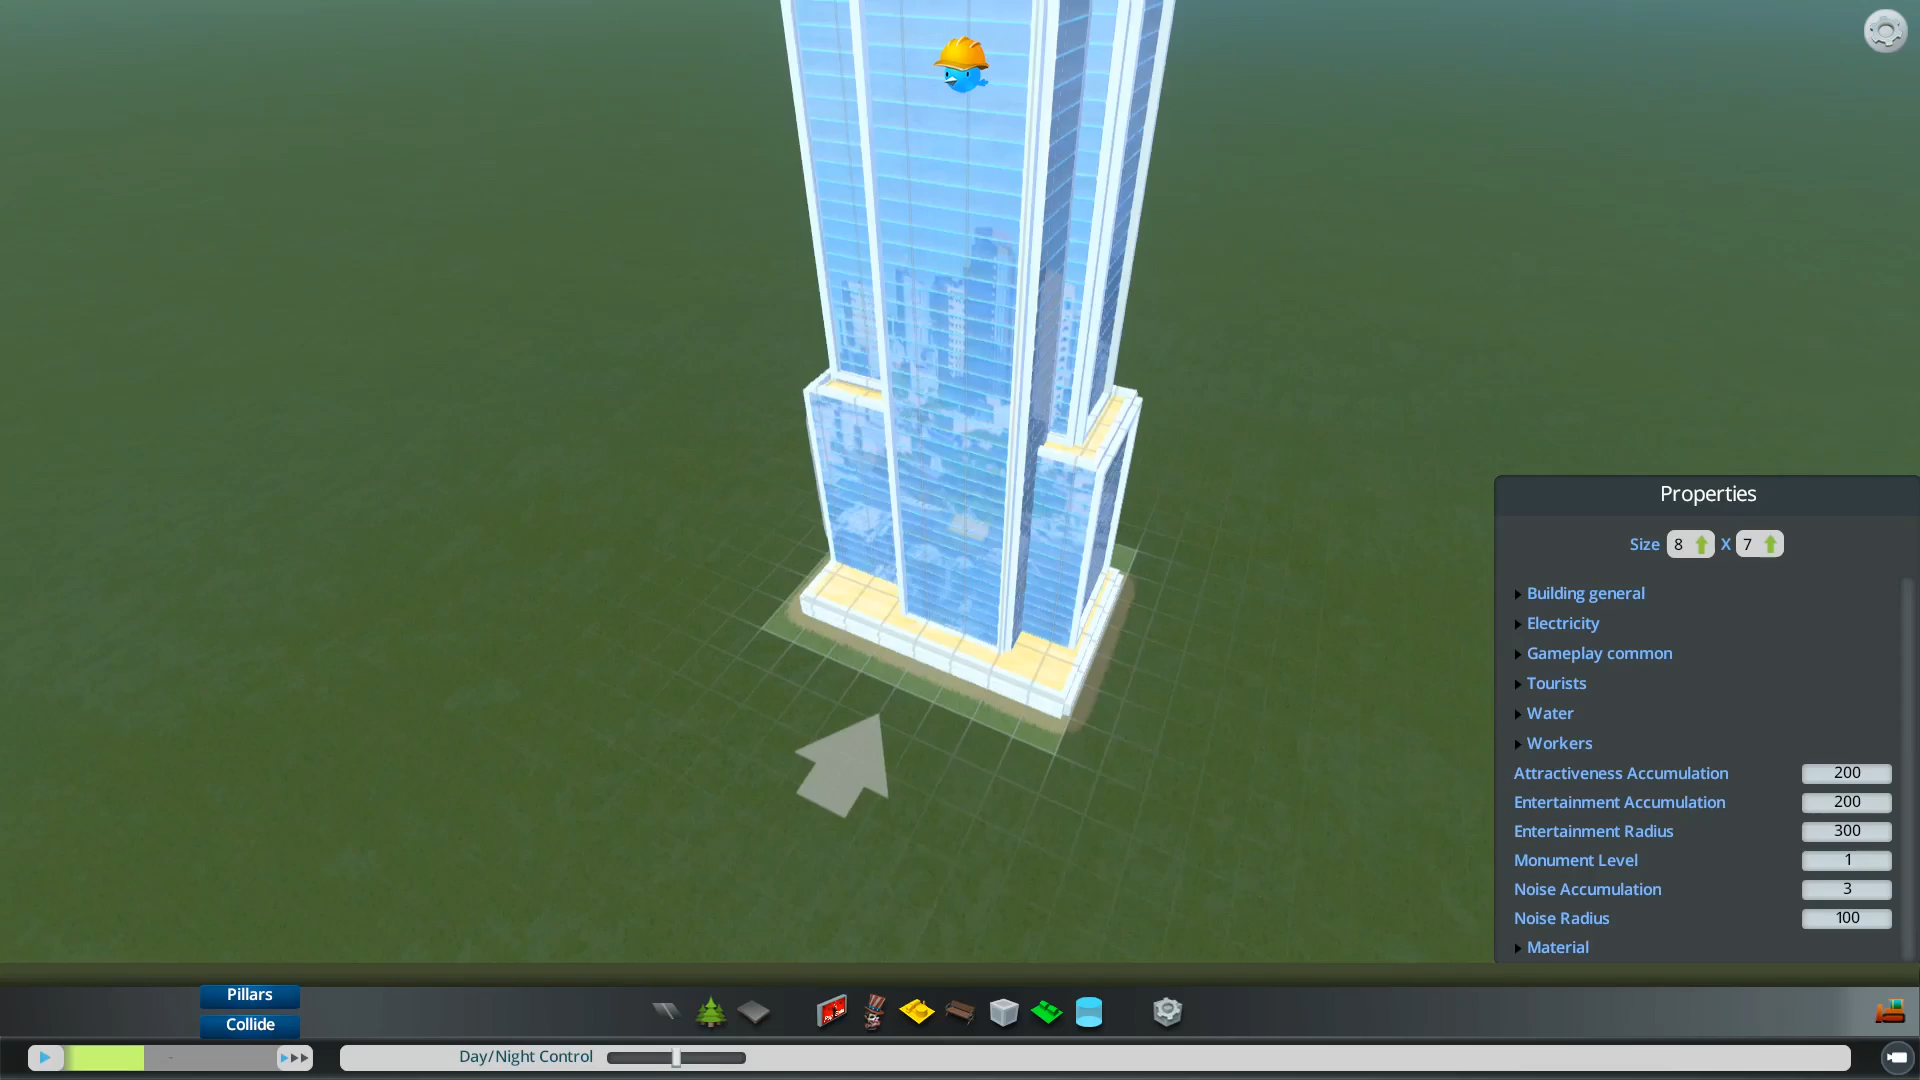 Properties
Size 8 X 7
Building general
Electricity
Gameplay common
Tourists
Water
Workers
Attractiveness Accumulation 200
Entertainment Accumulation 200
Entertainment Radius 300
Monument Level 1
Noise Accumulation 3
Noise Radius 100
Material
Pillars
Collide
-
Day/Night Control